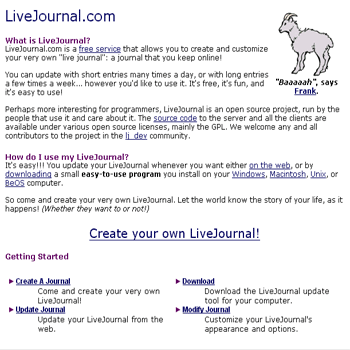 LiveJournal.com
What is LiveJournal?
LiveJournal.com is a free service that allows you to create and customize
your very own "live journal": a journal that you keep online!
"Baaaaah", says
Frank.
You can update with short entries many times a day, or with long entries
a few times a week... however you'd like to use it. It's free, it's fun, and
it's easy to use!
Perhaps more interesting for programmers, LiveJournal is an open source project, run by the
people that use it and care about it. The source code to the server and all the clients are
available under various open source licenses, mainly the GPL. We welcome any and all
contributors to the project in the lj_dev community.
How do I use my LiveJournal?
It's easy!!! You update your LiveJournal whenever you want either on the web, or by
downloading a small easy-to-use program you install on your Windows, Macintosh, Unix, or
BeOS computer.
So come and create your very own LiveJournal. Let the world know the story of your life, as it
happens! (Whether they want to or not!)
Create your own LiveJournal!
Getting Started
Create A Journal
Come and create your very own
LiveJournal!
Update Journal
Update your LiveJournal from the
web.
Download
Download the LiveJournal update
tool for your computer.
Modify Journal
Customize your LiveJournal's
appearance and options.